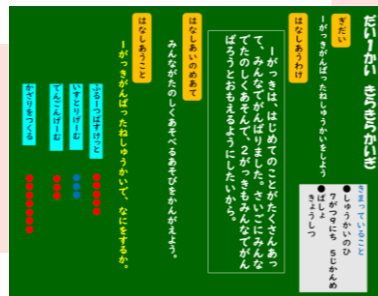 だい1かい きらきらかいぎ
ぎだい
1がっきがんばったねしゅうかいをしよう
きまっていること
●しゅうかいのひ
7がつ9にち 5じかんめ
●ばしょ
きょうしつ
はなしあうわけ
1がっきは、はじめてのことがたくさんあっ
て、みんなでがんばりました。さいごにみんな
でたのしくあそんで、2がっきもみんなでがん
ばろうとおもえるようにしたいから。
はなしあいのめあて
みんながたのしくあそべるあそびをかんがえよう。
はなしあうこと
1がっきがんばったねしゅうかいで、なにをするか。
ふるーつばすけっと
いすとりげーむ
てんこんげーむ
かざりをつくる